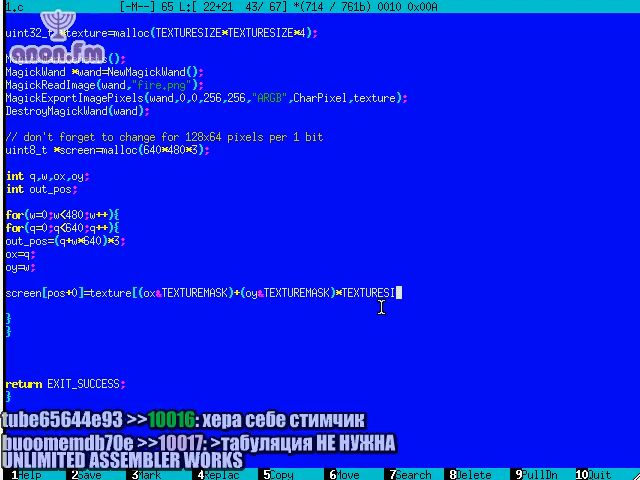 1.c [-M--] 65 L:[ 22+21 43/ 67] *(714 / 761b) 0010 0x00A
uint32_t *texture=malloc(TEXTURESIZE*TEXTURESIZE*4);
anon.fm
MagickWand *wand=NewMagickWand();
MagickReadImage(wand,"fire.png");
MagickExportImagePixels(wand,0,0,256,256,"ARGB",CharPixel,texture);
DestroyMagickWand(wand);
// don't forget to change for 128x64 pixels per 1 bit
uint8_t *screen=malloc(640*480*3);
int q,w,ox,oy;
int out_pos;
for(w=0;w<480;w++){
for(q=0;q<640;q++){
out_pos=(q+w*640)*3;
ox=q;
oy=w;
screen[pos+0]=texture[(ox&TEXTUREMASK)+(oy&TEXTUREMASK)*TEXTURESI
}
}
return EXIT_SUCCESS;
}
tube65644e93 >>10016: хера себе стимчик
buoomemdb70e >>10017: >табуляция НЕ НУЖНА
UNLIMITED ASSEMBLER WORKS
1Help 2Save 3Mark 4Replac 5Copy 6Move 7Search 8Delete 9PullDn 10Quit